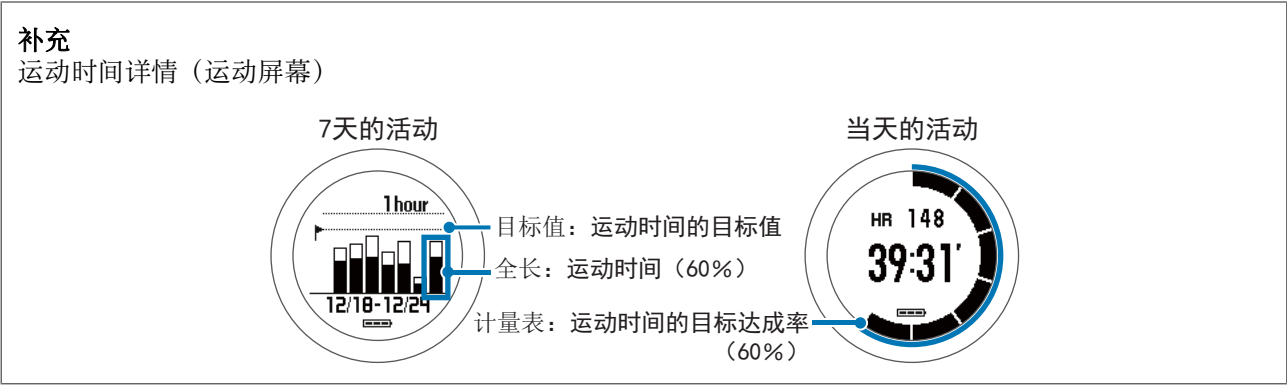 补充
运动时间详情（运动屏幕）
7天的活动
当天的活动
1hour
12/18-12/24
目标值：运动时间的目标值
全长：运动时间（60%）
计量表：运动时间的目标达成率
（60%）
HR 148
39:31'